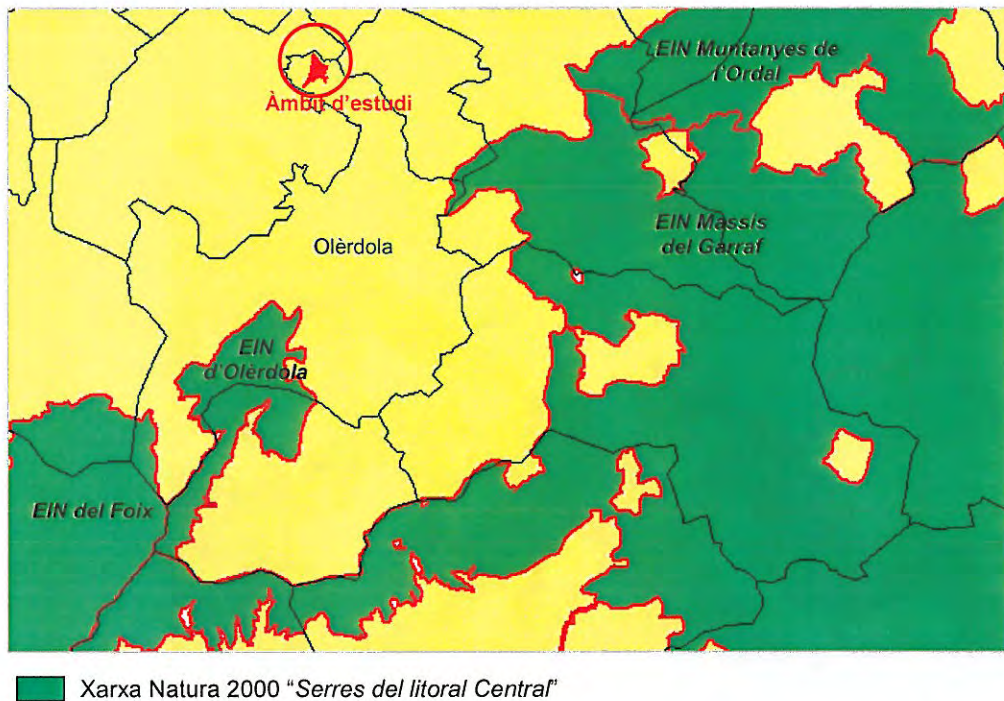 EIN Muntanyes de
l'Ordal
Àmbit d'estudi
EIN Massis
del Garraf
Olèrdola
EIN
d'Olèrdola
EIN del Foix
Xarxa Natura 2000 "Serres del litoral Central"